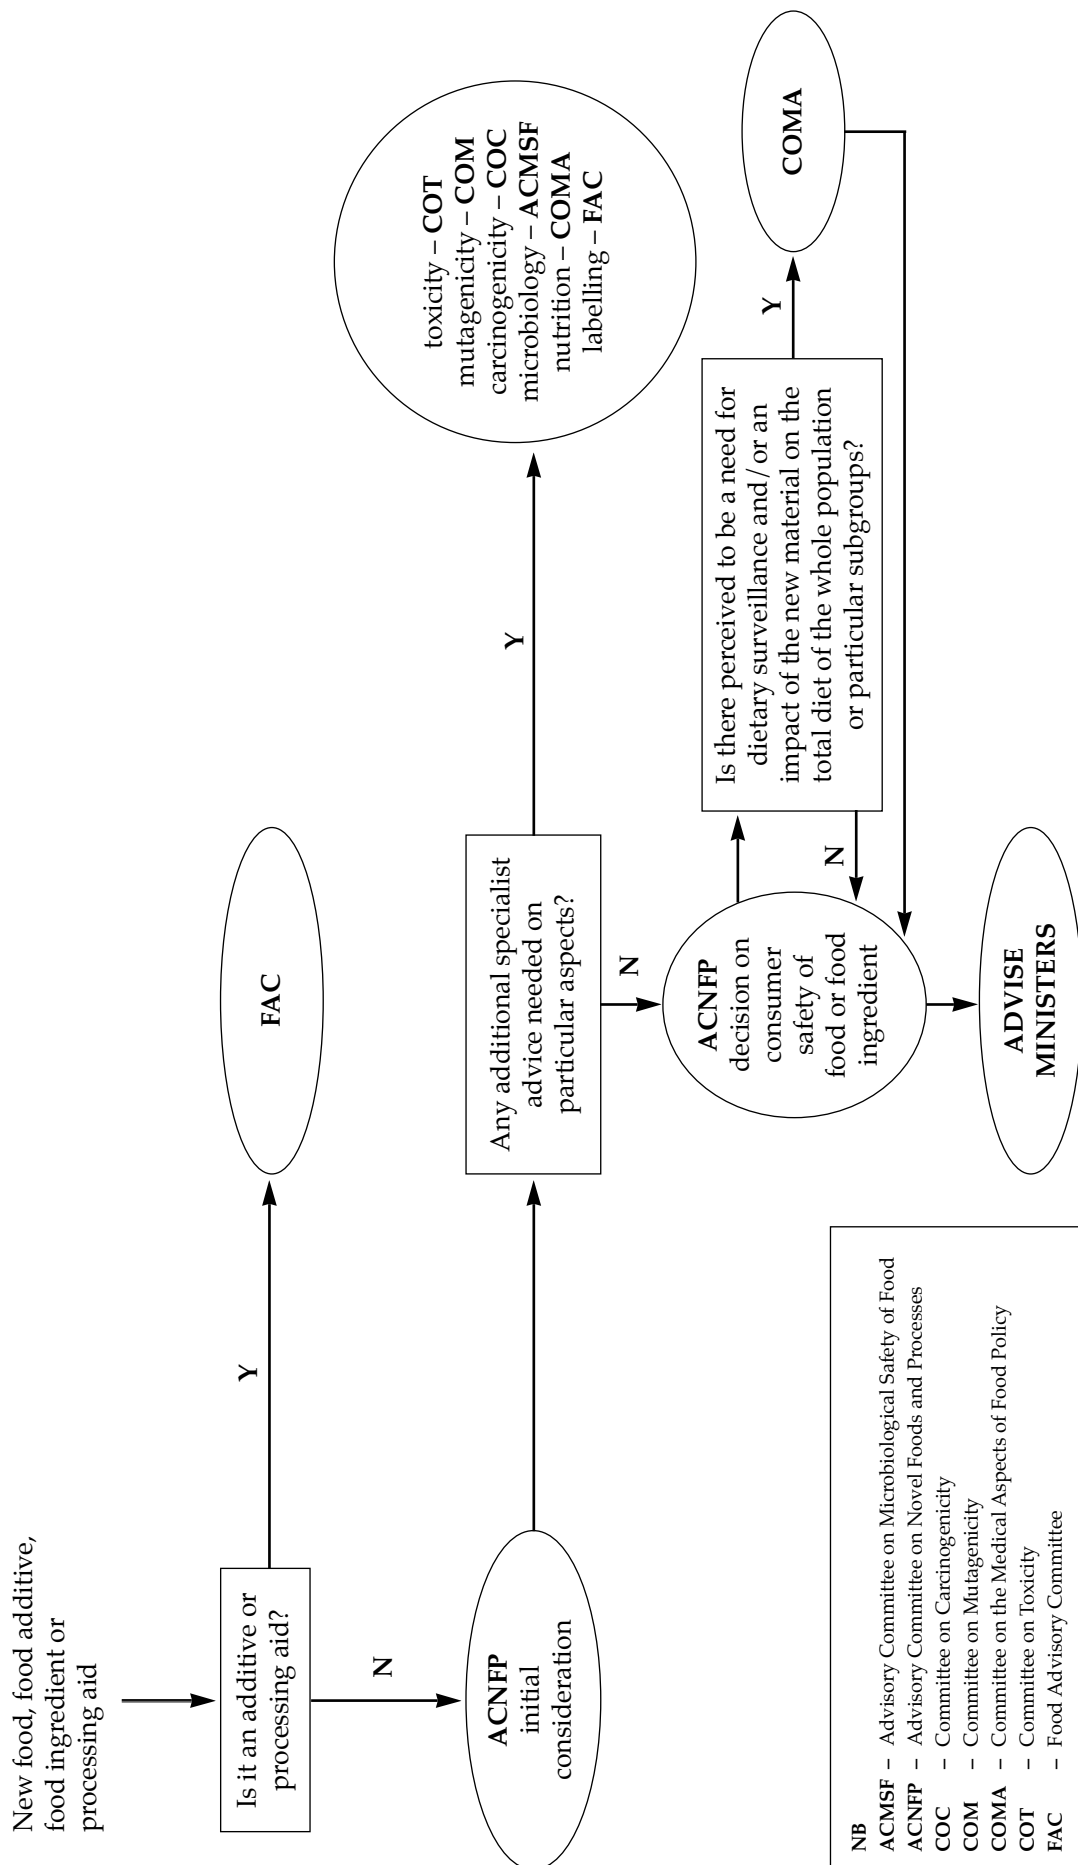 New food, food additive,
food ingredient or
processing aid
Is it an additive or
processing aid?
Y
FAC
N
ACNFP
initial
consideration
Any additional specialist
advice needed on
particular aspects?
Y
toxicity – COT
mutagenicity – COM
carcinogenicity – COC
microbiology – ACMSF
nutrition – COMA
labelling – FAC
N
ACNFP
decision on
consumer
safety of
food or food
ingredient
Is there perceived to be a need for
dietary surveillance and/or an
impact of the new material on the
total diet of the whole population
or particular subgroups?
Y
COMA
N
ADVISE
MINISTERS
NB
ACMSF – Advisory Committee on Microbiological Safety of Food
ACNFP – Advisory Committee on Novel Foods and Processes
COC – Committee on Carcinogenicity
COM – Committee on Mutagenicity
COMA – Committee on the Medical Aspects of Food Policy
COT – Committee on Toxicity
FAC – Food Advisory Committee